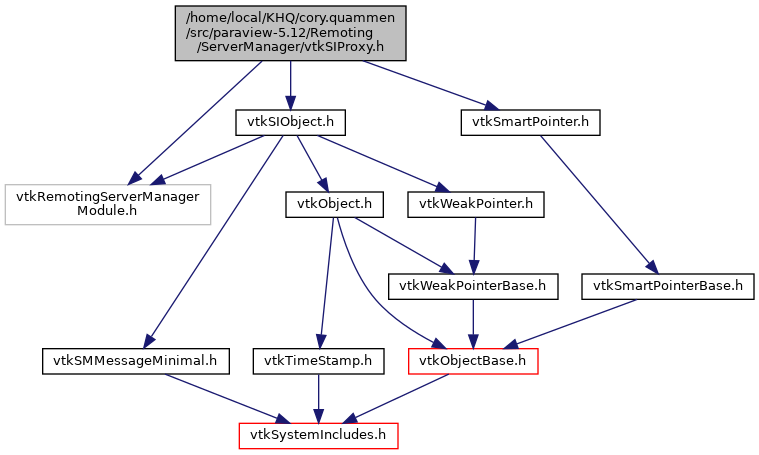 /home/local/KHQ/cory.quammen
/src/paraview-5.12/Remoting
/ServerManager/vtkSIProxy.h
vtkSIObject.h
vtkSmartPointer.h
vtkRemotingServerManager
Module.h
vtkObject.h
vtkWeakPointer.h
vtkWeakPointerBase.h
vtkSmartPointerBase.h
vtkSMMessageMinimal.h
vtkTimeStamp.h
vtkObjectBase.h
vtkSystemIncludes.h